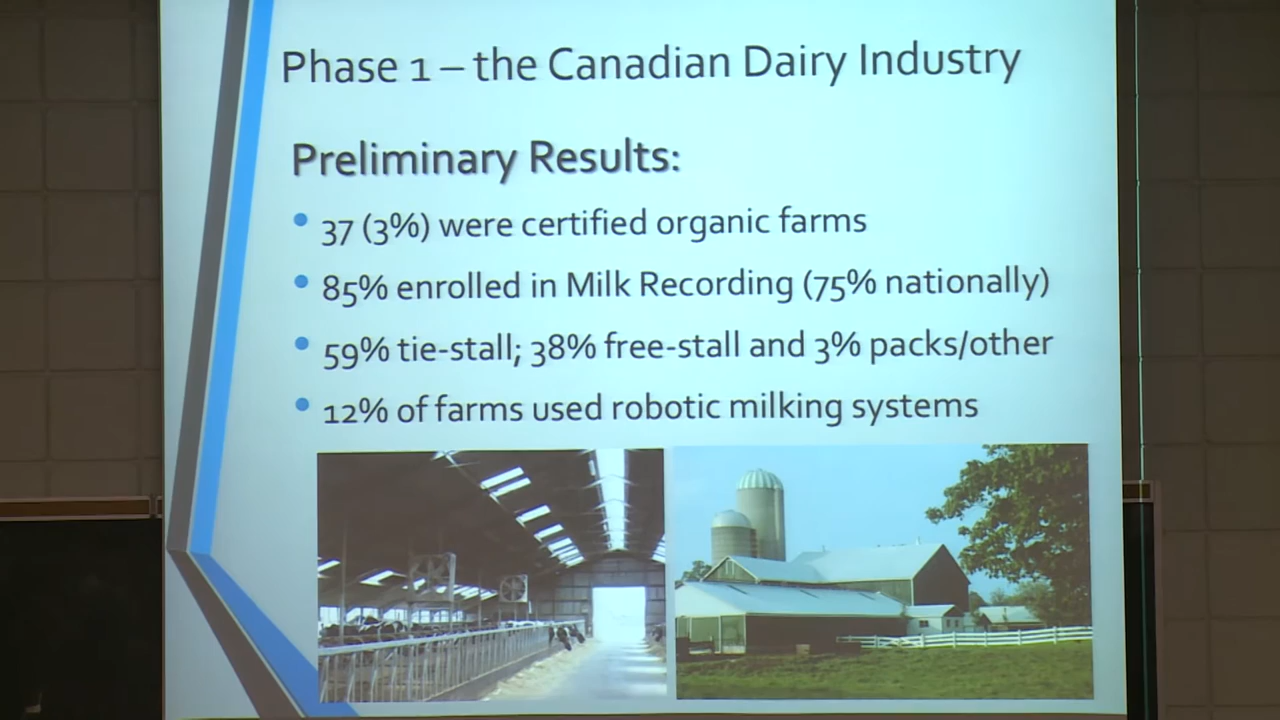 Phase 1 – the Canadian Dairy Industry
Preliminary Results:
• 37 (3%) were certified organic farms
• 85% enrolled in Milk Recording (75% nationally)
• 59% tie-stall; 38% free-stall and 3% packs/other
• 12% of farms used robotic milking systems